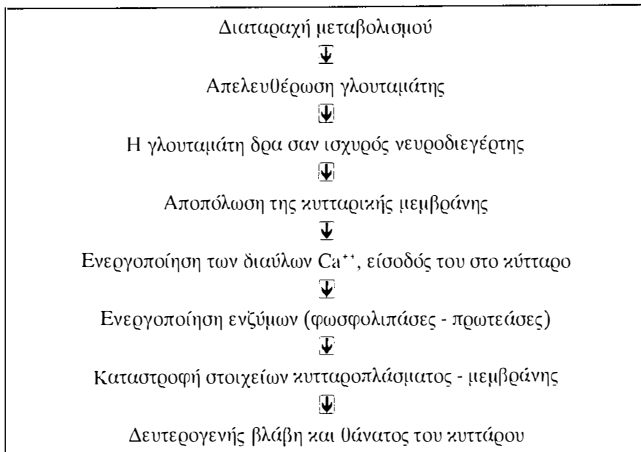 Διαταραχή μεταβολισμού
Απελευθέρωση γλουταμάτης
Η γλουταμάτη δρα σαν ισχυρός νευροδιεγέρτης
Αποπόλωση της κυτταρικής μεμβράνης
Ενεργοποίηση των διαύλων Ca⁺⁺, είσοδός του στο κύτταρο
Ενεργοποίηση ενζύμων (φωσφολιπάσες - πρωτεάσες)
Καταστροφή στοιχείων κυτταροπλάσματος - μεμβράνης
Δευτερογενής βλάβη και θάνατος του κυττάρου